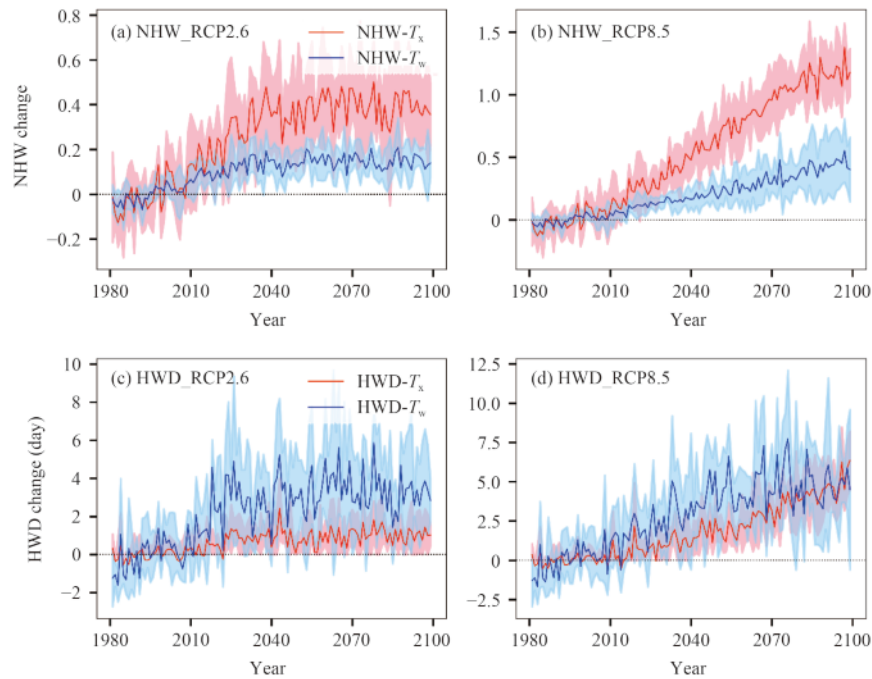 (a) NHW_RCP2.6
NHW-Tx
NHW-Tw
NHW change
0.8
0.6
0.4
0.2
0
−0.2
1980 2010 2040 2070 2100
Year
(b) NHW_RCP8.5
1.5
1.0
0.5
0
1980 2010 2040 2070 2100
Year
(c) HWD_RCP2.6
HWD-Tx
HWD-Tw
HWD change (day)
10
8
6
4
2
0
−2
1980 2010 2040 2070 2100
Year
(d) HWD_RCP8.5
12.5
10.0
7.5
5.0
2.5
0.0
−2.5
1980 2010 2040 2070 2100
Year